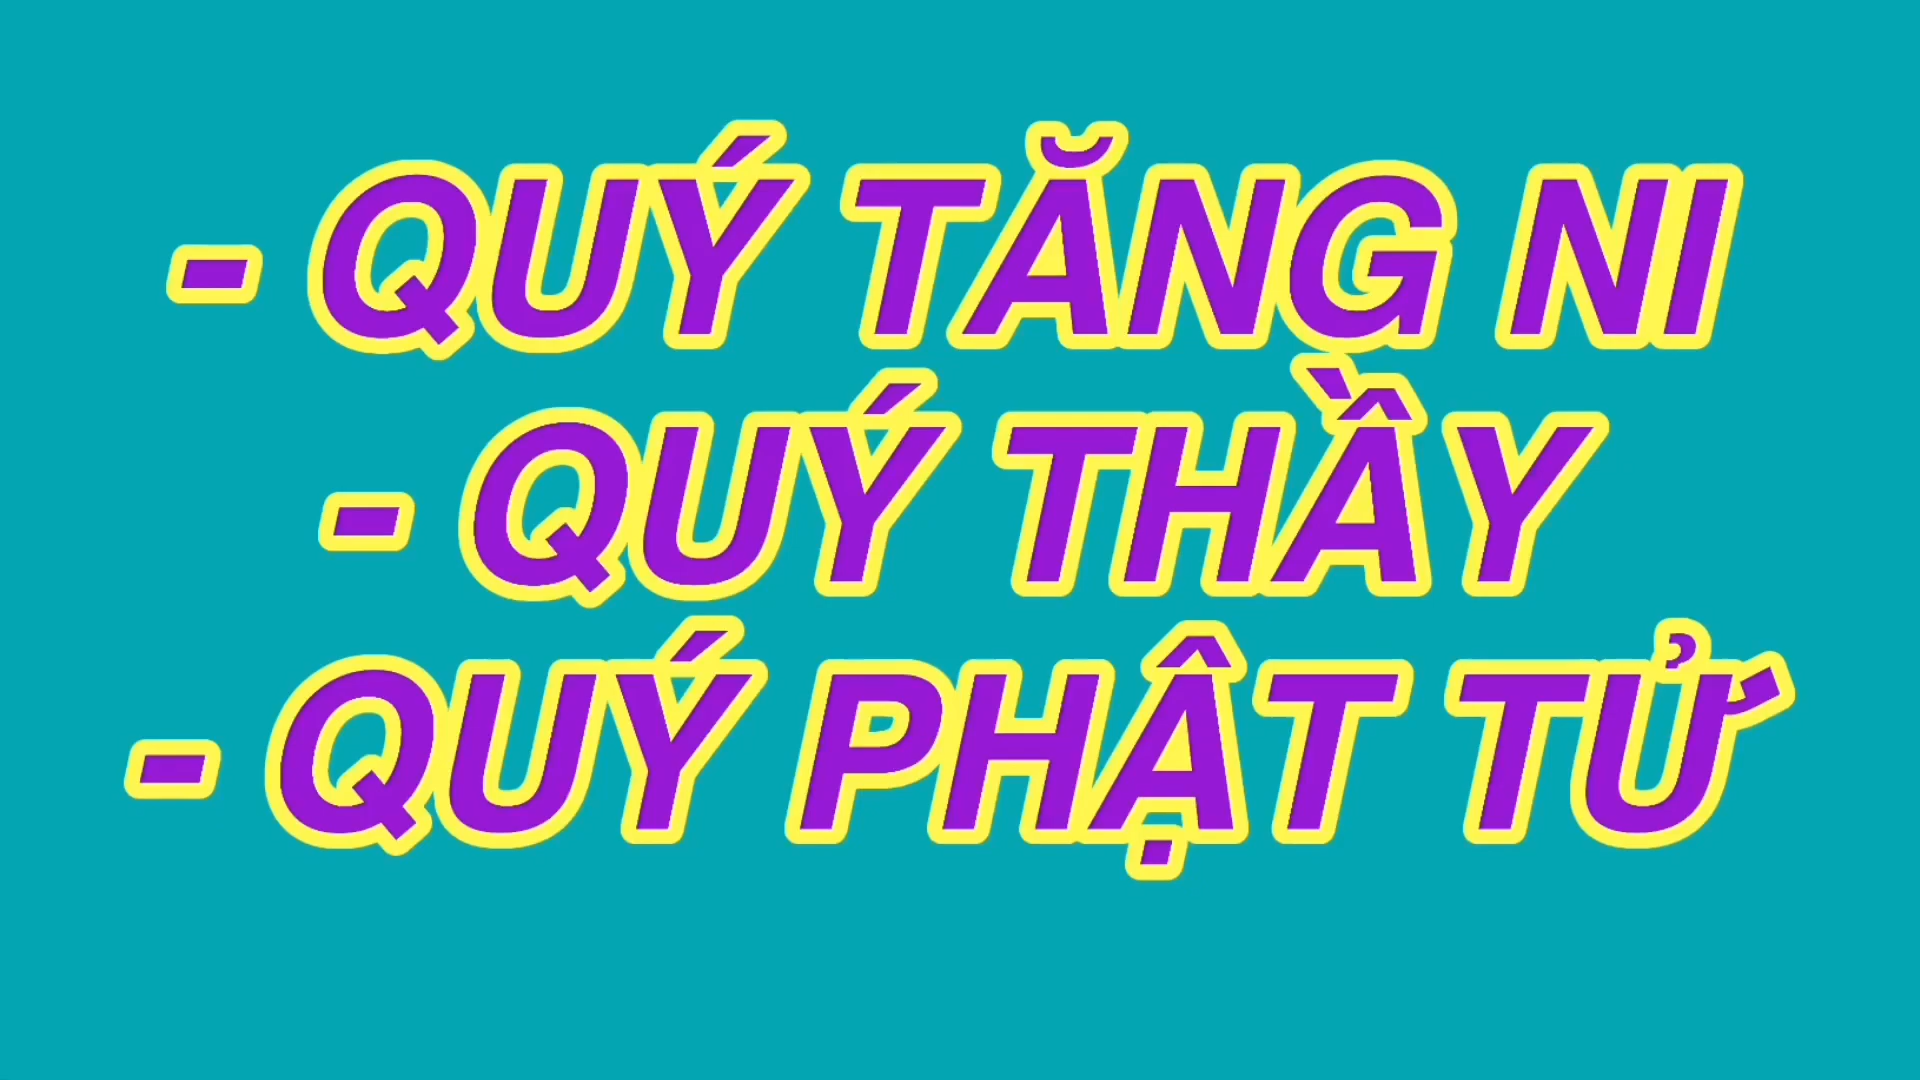 - QUÝ TĂNG NI
- QUÝ THẦY
- QUÝ PHẬT TỬ